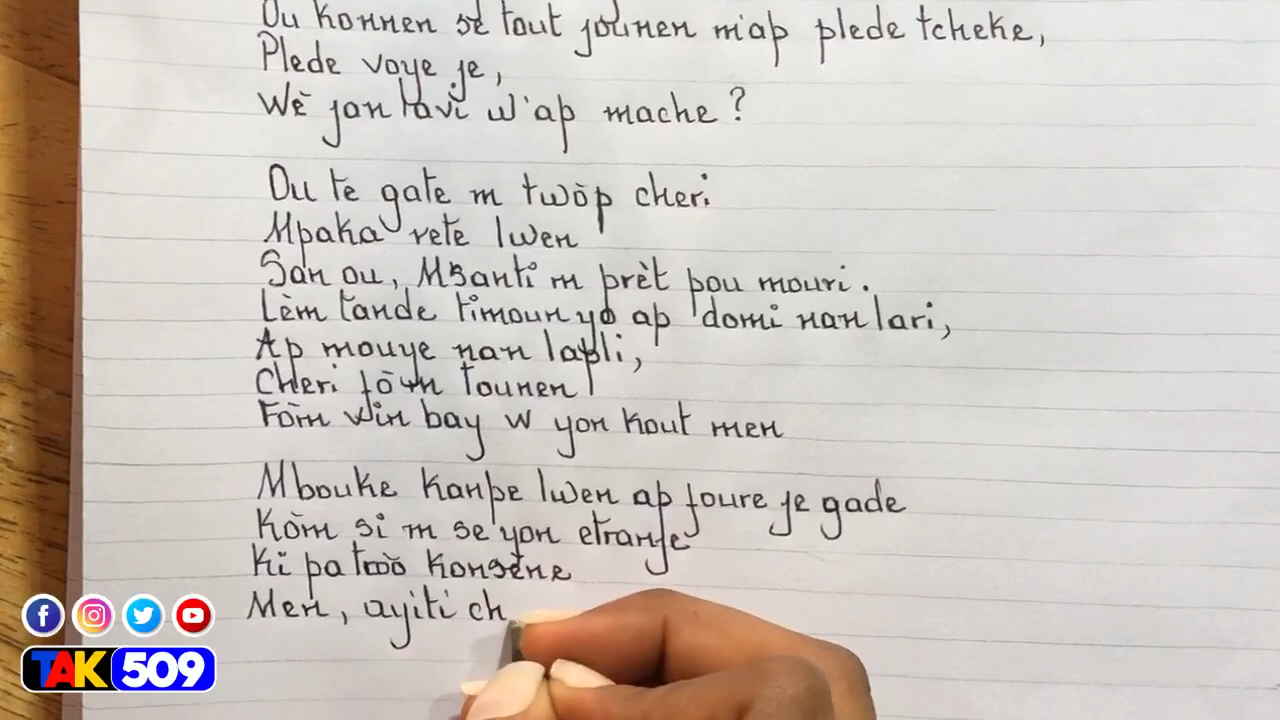 Ou konnen se tout jounen m'ap plede tcheke,
Plede voye je,
Wè jan lavi w'ap mache ?
Ou te gate m twòp cheri
Mpaka rete lwen
San ou, Msanti m prèt pou mouri.
Lèm tande timoun yo ap domi nan lari,
Ap mouye nan lapli,
Cheri fòm tounen
Fòm vin bay w yon kout men
Mbouke kanpe lwen ap foure je gade
Kòm si m se yon etranje
Ki pa twò konsène
Men, ayiti ch
TAK 509